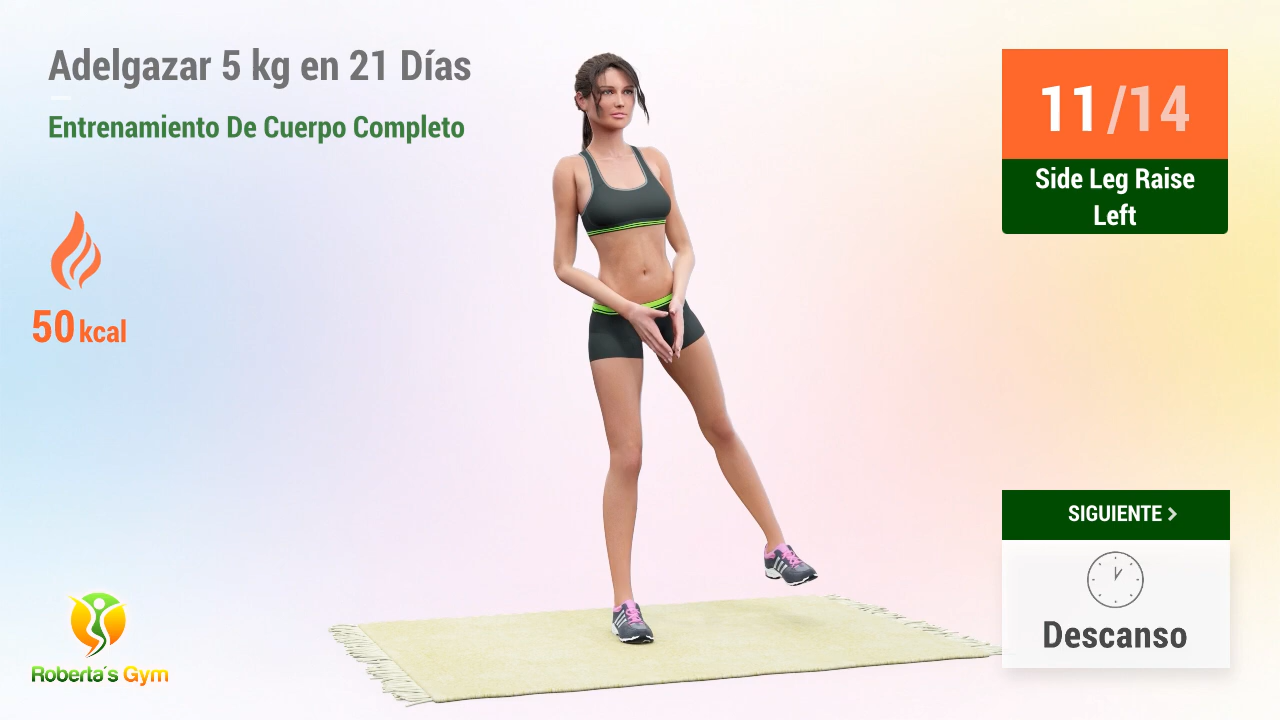 Adelgazar 5 kg en 21 Días
Entrenamiento De Cuerpo Completo
11/14
Side Leg Raise
Left
50 kcal
SIGUIENTE >
Descanso
Roberta´s Gym